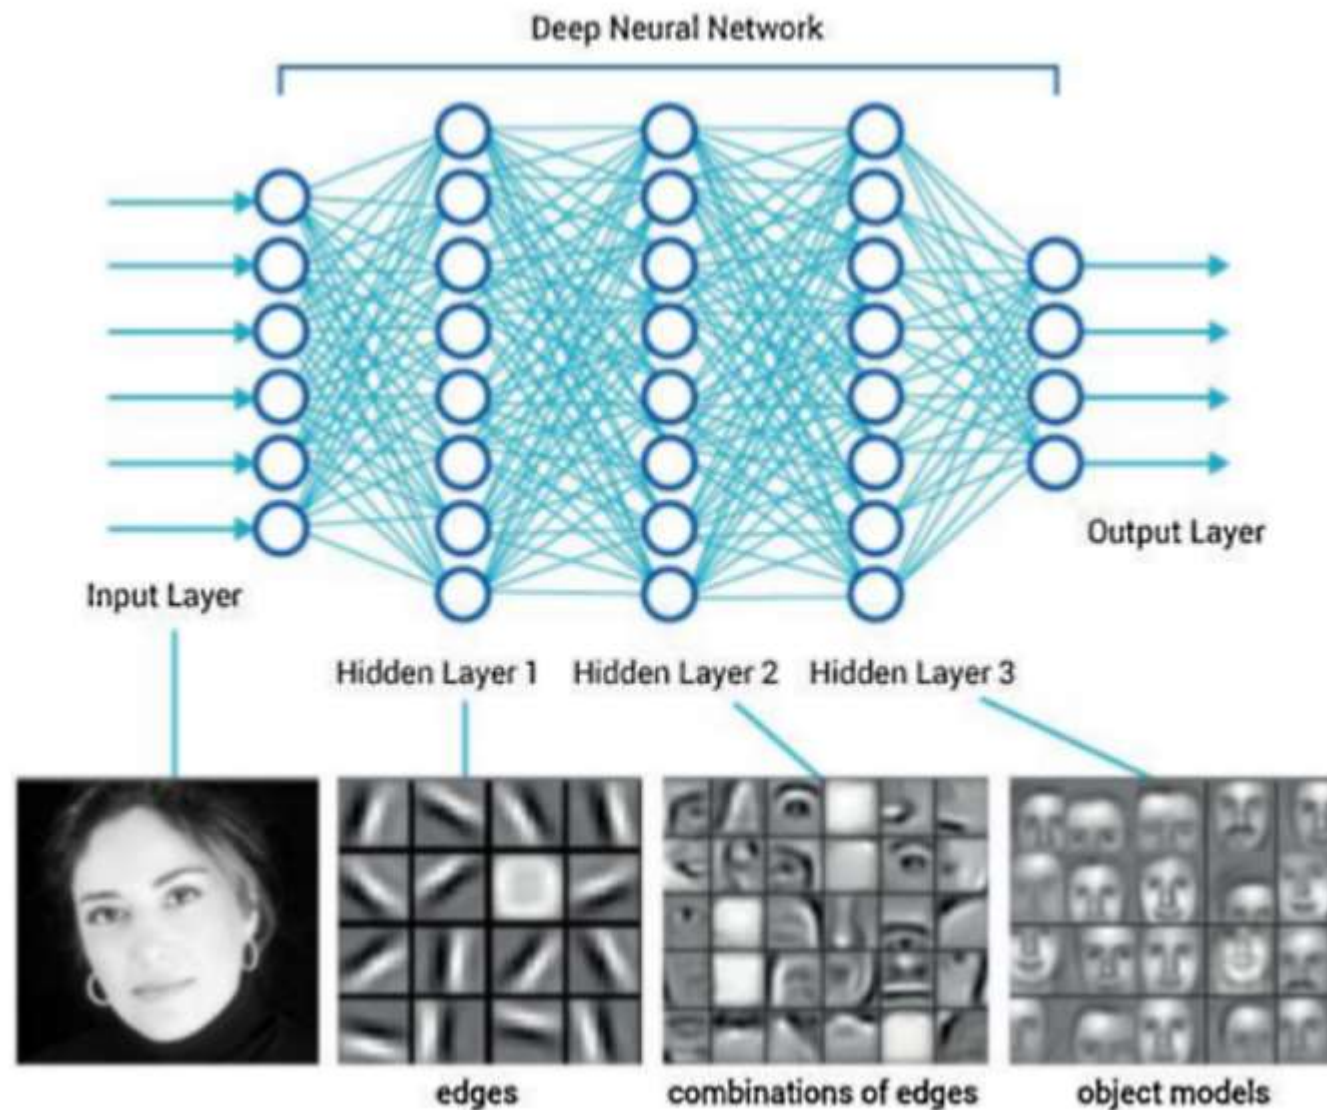 Deep Neural Network
Output Layer
Input Layer
Hidden Layer 1 Hidden Layer 2 Hidden Layer 3
edges combinations of edges object models